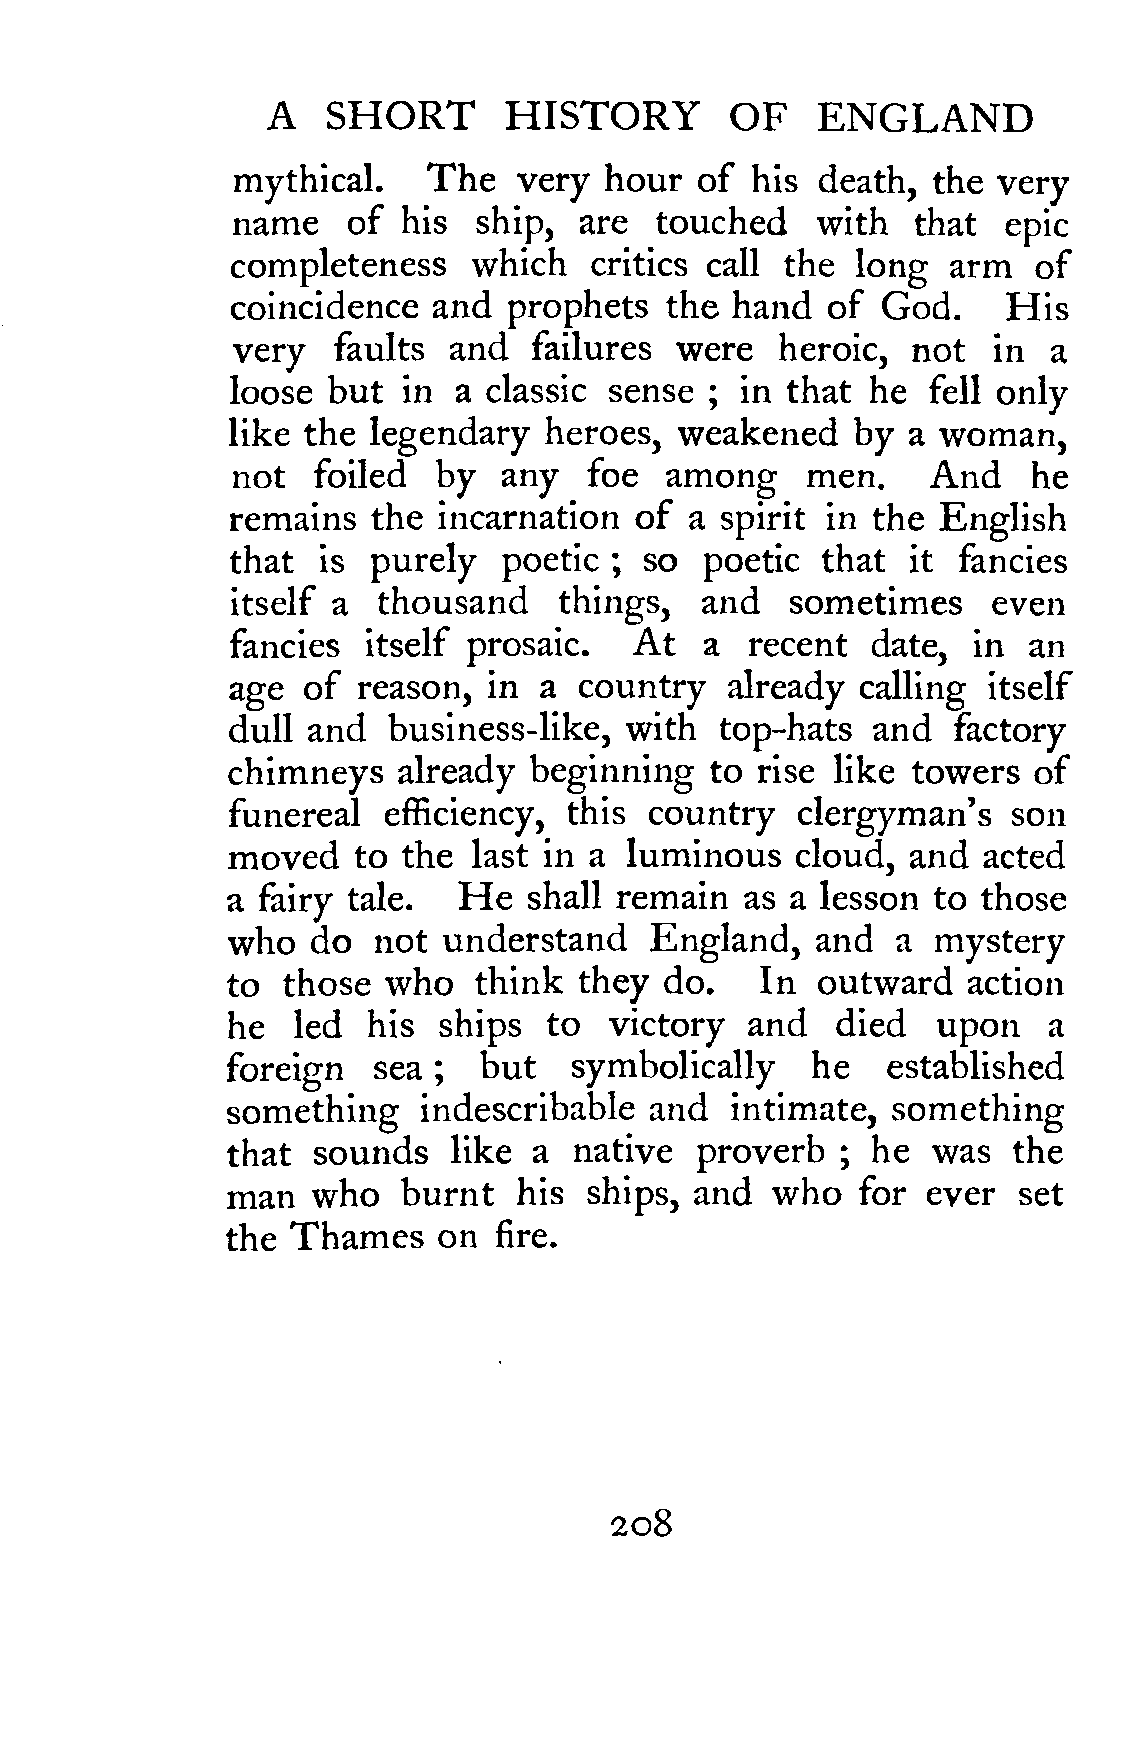 A SHORT HISTORY OF ENGLAND
mythical. The very hour of his death, the very
name of his ship, are touched with that epic
completeness which critics call the long arm of
coincidence and prophets the hand of God. His
very faults and failures were heroic, not in a
loose but in a classic sense ; in that he fell only
like the legendary heroes, weakened by a woman,
not foiled by any foe among men. And he
remains the incarnation of a spirit in the English
that is purely poetic ; so poetic that it fancies
itself a thousand things, and sometimes even
fancies itself prosaic. At a recent date, in an
age of reason, in a country already calling itself
dull and business-like, with top-hats and factory
chimneys already beginning to rise like towers of
funereal efficiency, this country clergyman's son
moved to the last in a luminous cloud, and acted
a fairy tale. He shall remain as a lesson to those
who do not understand England, and a mystery
to those who think they do. In outward action
he led his ships to victory and died upon a
foreign sea ; but symbolically he established
something indescribable and intimate, something
that sounds like a native proverb ; he was the
man who burnt his ships, and who for ever set
the Thames on fire.
208